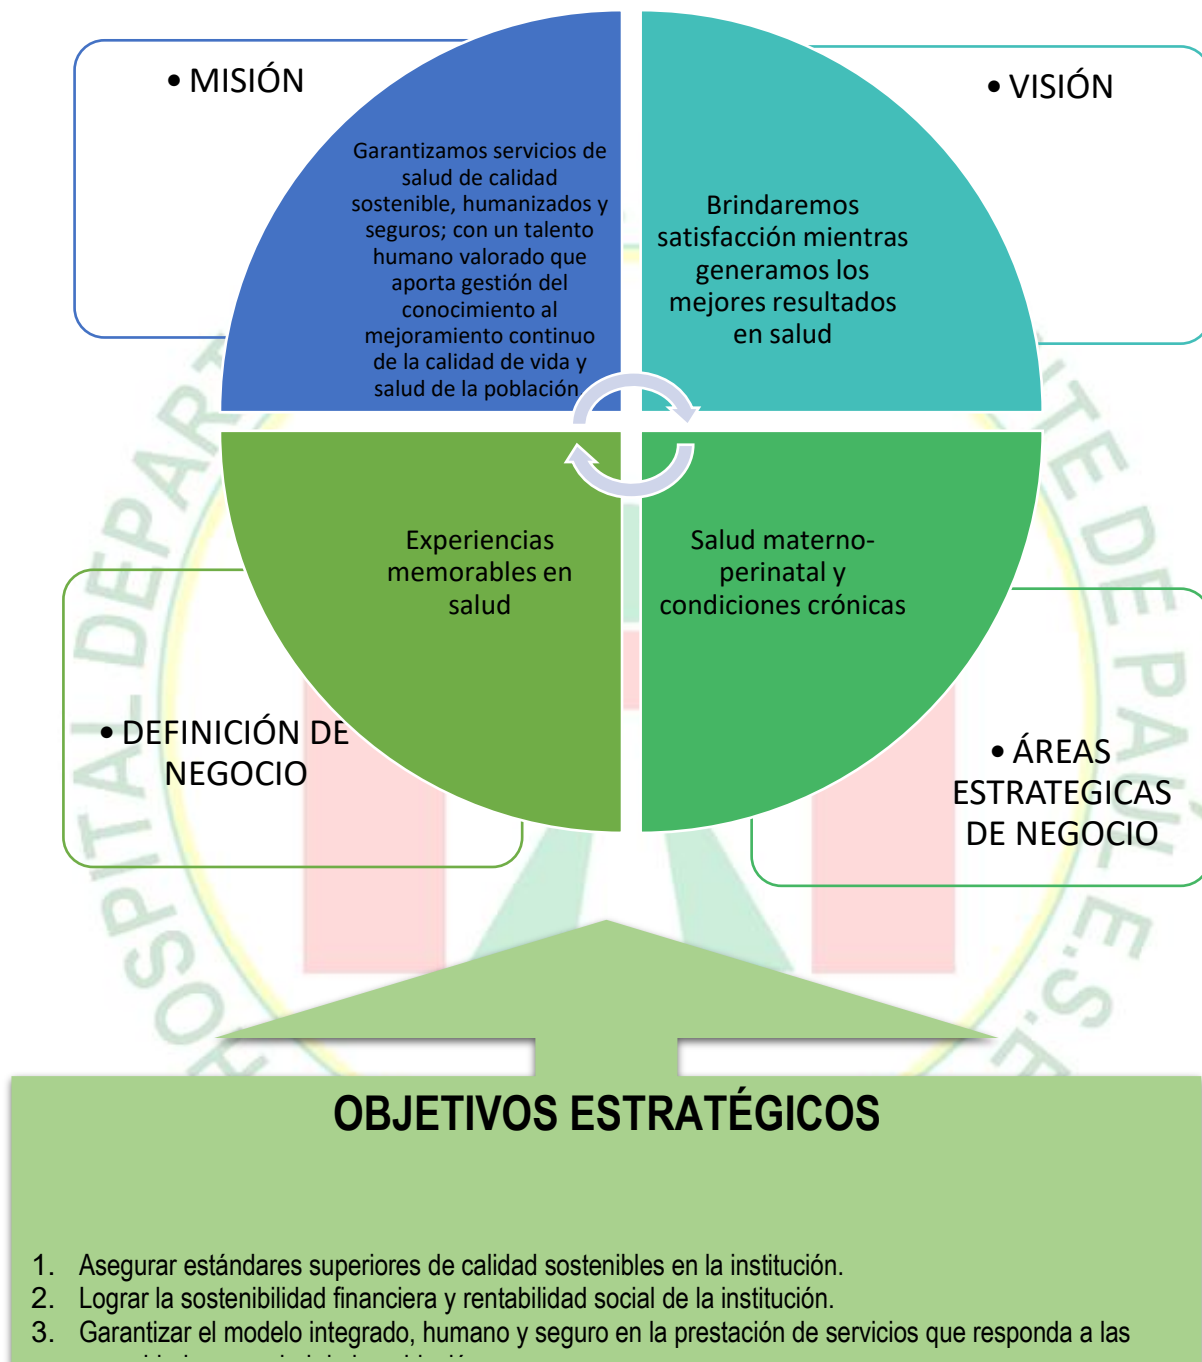 • MISIÓN
Garantizamos servicios de
salud de calidad
sostenible, humanizados y
seguros; con un talento
humano valorado que
aporta gestión del
conocimiento al
mejoramiento continuo
de la calidad de vida y
salud de la población
• VISIÓN
Brindaremos
satisfacción mientras
generamos los
mejores resultados
en salud
Experiencias
memorables en
salud
• DEFINICIÓN DE
NEGOCIO
Salud materno-
perinatal y
condiciones crónicas
• ÁREAS
ESTRATEGICAS
DE NEGOCIO
HOSPITAL DEPART
NTE DE PAÚL E.S.E.
OBJETIVOS ESTRATÉGICOS
1. Asegurar estándares superiores de calidad sostenibles en la institución.
2. Lograr la sostenibilidad financiera y rentabilidad social de la institución.
3. Garantizar el modelo integrado, humano y seguro en la prestación de servicios que responda a las